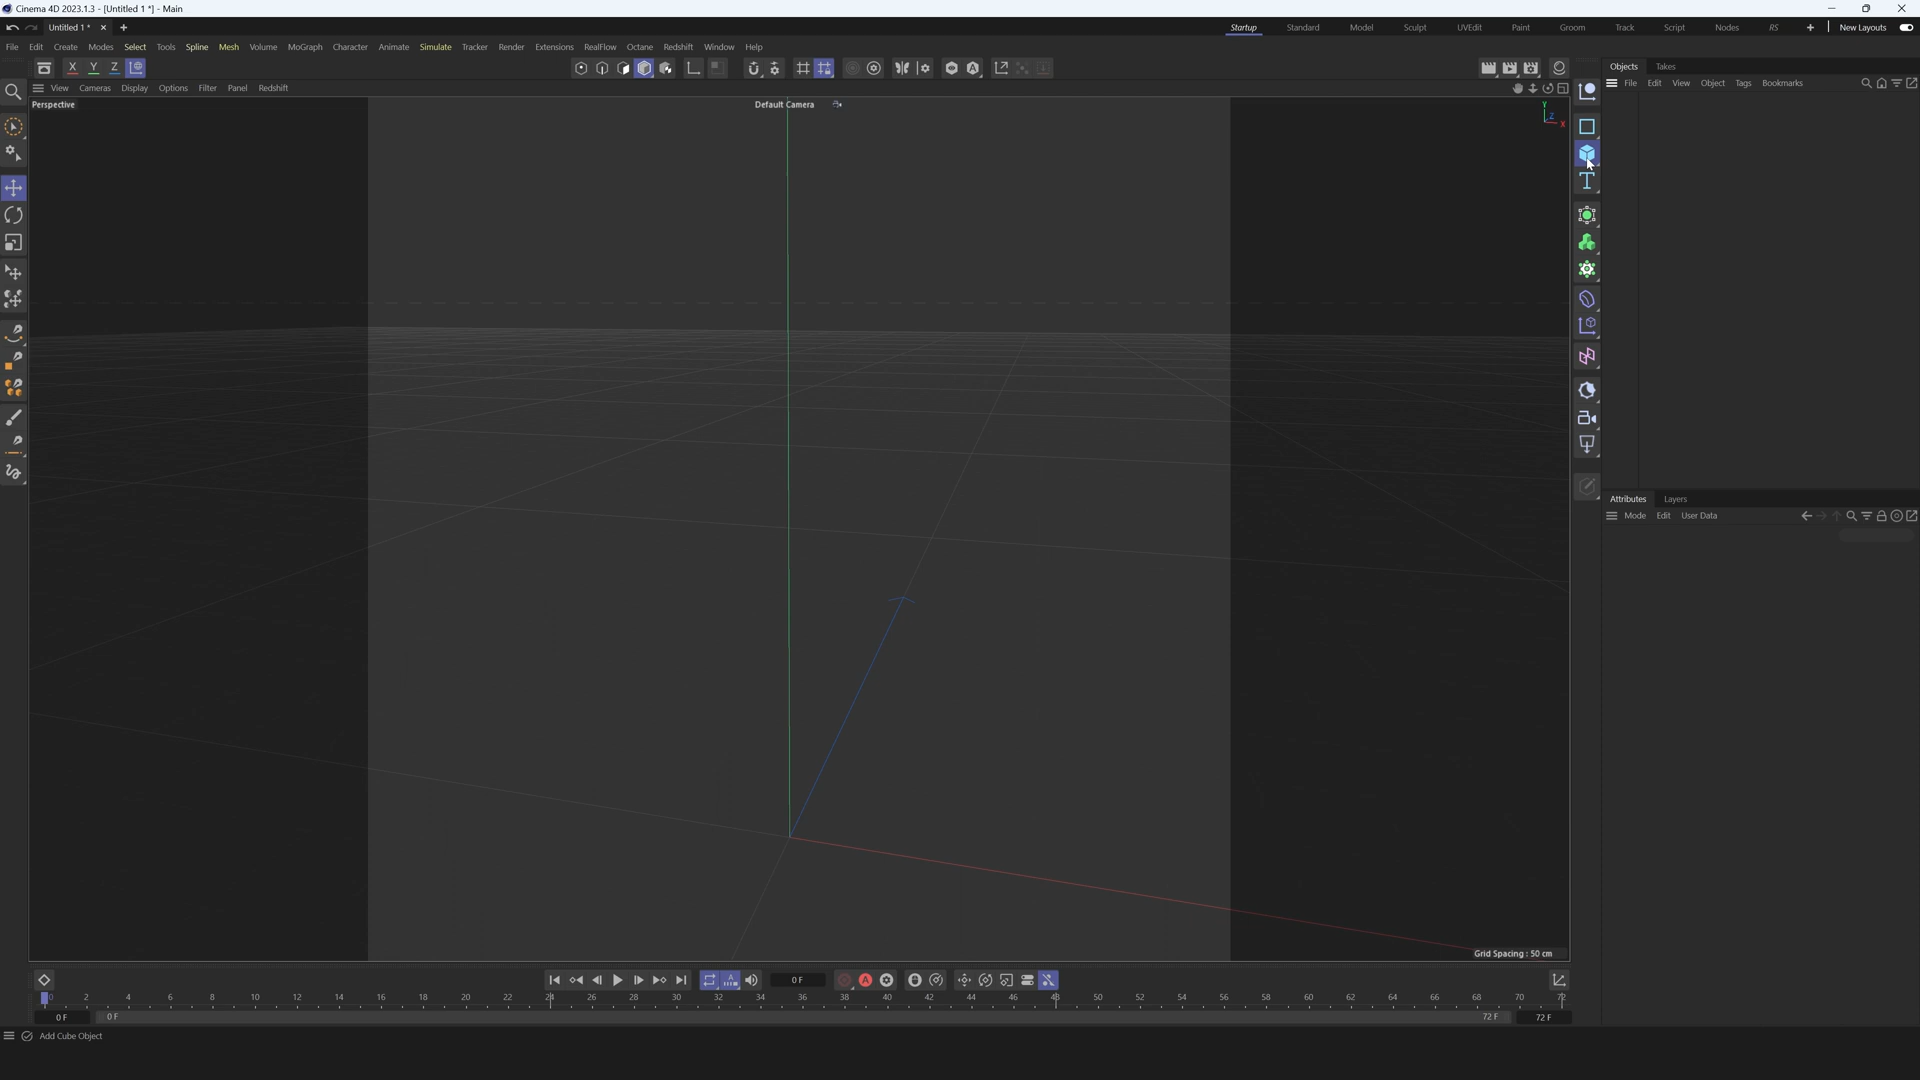 Cinema 4D 2023.1.3 - [Untitled 1 *] - Main
Untitled 1 *
Startup Standard Model Sculpt UVEdit Paint Groom Track Script Nodes RS New Layouts
File Edit Create Modes Select Tools Spline Mesh Volume MoGraph Character Animate Simulate Tracker Render Extensions RealFlow Octane Redshift Window Help
X Y Z
Objects Takes
File Edit View Object Tags Bookmarks
View Cameras Display Options Filter Panel Redshift
Perspective
Default Camera
Y
Z
X
Attributes Layers
Mode Edit User Data
Grid Spacing : 50 cm
0 F
0 2 4 6 8 10 12 14 16 18 20 22 24 26 28 30 32 34 36 38 40 42 44 46 48 50 52 54 56 58 60 62 64 66 68 70 72
0 F 0 F 72 F 72 F
Add Cube Object